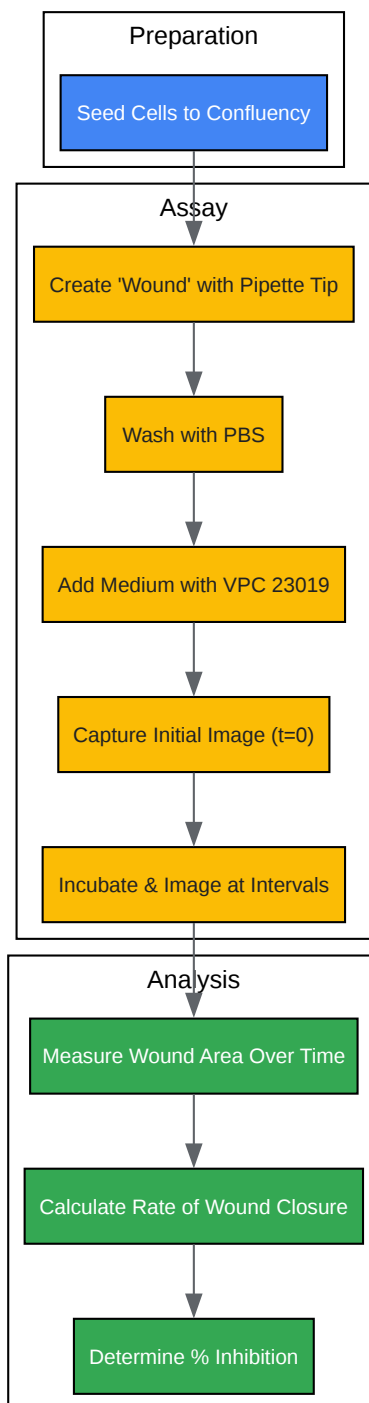 Preparation
Seed Cells to Confluency
Assay
Create 'Wound' with Pipette Tip
Wash with PBS
Add Medium with VPC 23019
Capture Initial Image (t=0)
Incubate & Image at Intervals
Analysis
Measure Wound Area Over Time
Calculate Rate of Wound Closure
Determine % Inhibition